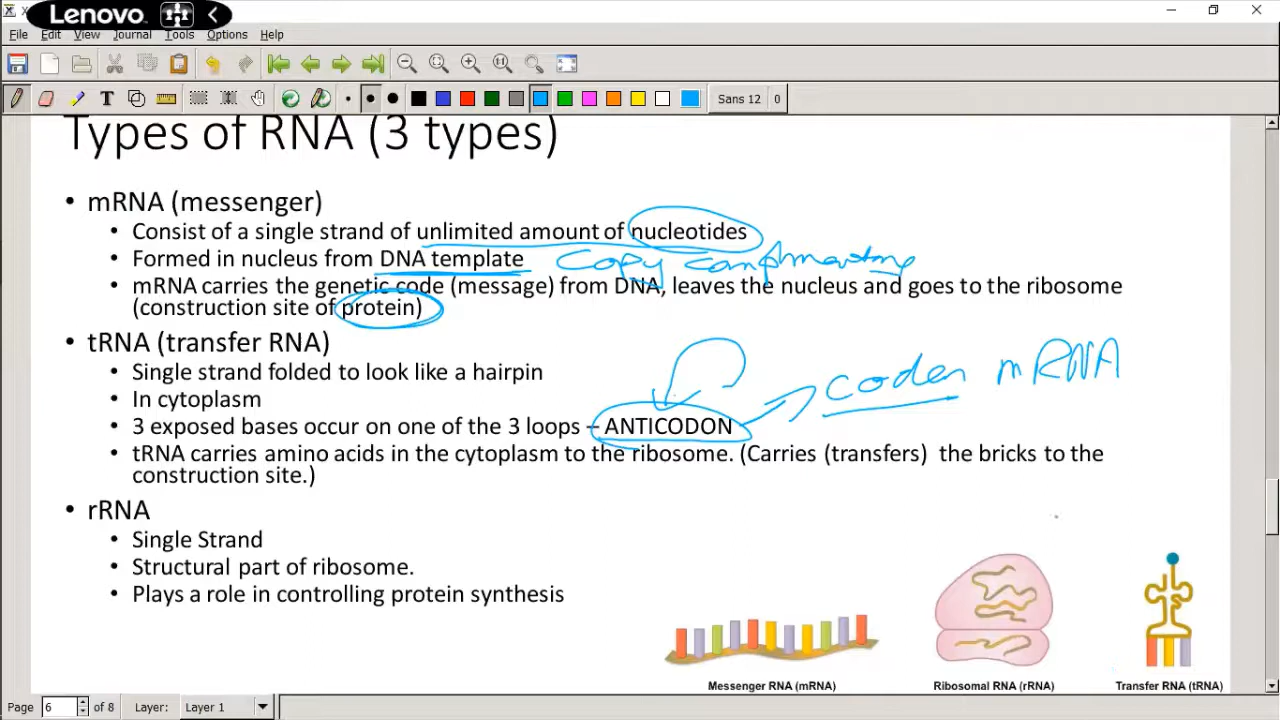 Lenovo
File Edit View Journal Tools Options Help
Sans 12 0
Types of RNA (3 types)
• mRNA (messenger)
• Consist of a single strand of unlimited amount of nucleotides
• Formed in nucleus from DNA template copy
• mRNA carries the genetic code (message) from DNA, leaves the nucleus and goes to the ribosome
(construction site of protein)
• tRNA (transfer RNA)
• Single strand folded to look like a hairpin
mRNA
• In cytoplasm
• 3 exposed bases occur on one of the 3 loops – ANTICODON
• tRNA carries amino acids in the cytoplasm to the ribosome. (Carries (transfers) the bricks to the
construction site.)
• rRNA
• Single Strand
• Structural part of ribosome.
• Plays a role in controlling protein synthesis
Messenger RNA (mRNA) Ribosomal RNA (rRNA) Transfer RNA (tRNA)
Page 6 of 8 Layer: Layer 1